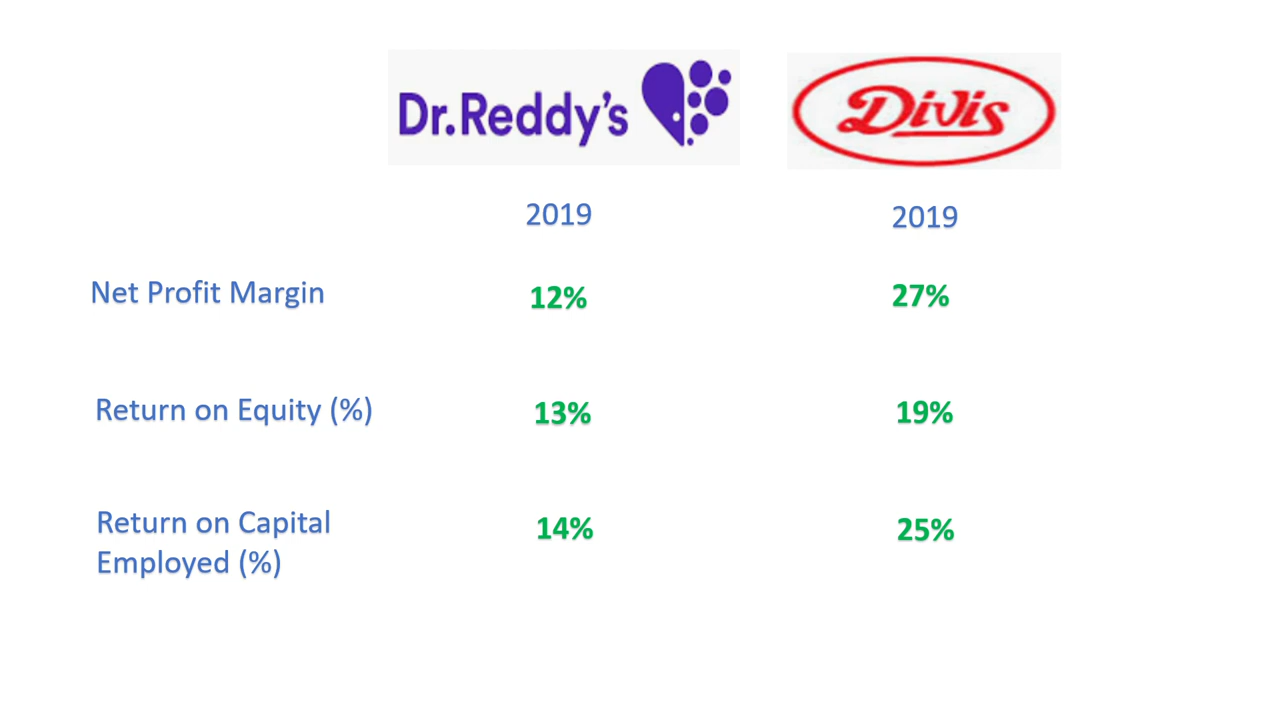 Dr.Reddy's
Divis
2019
2019
Net Profit Margin
12%
27%
Return on Equity (%)
13%
19%
Return on Capital
Employed (%)
14%
25%